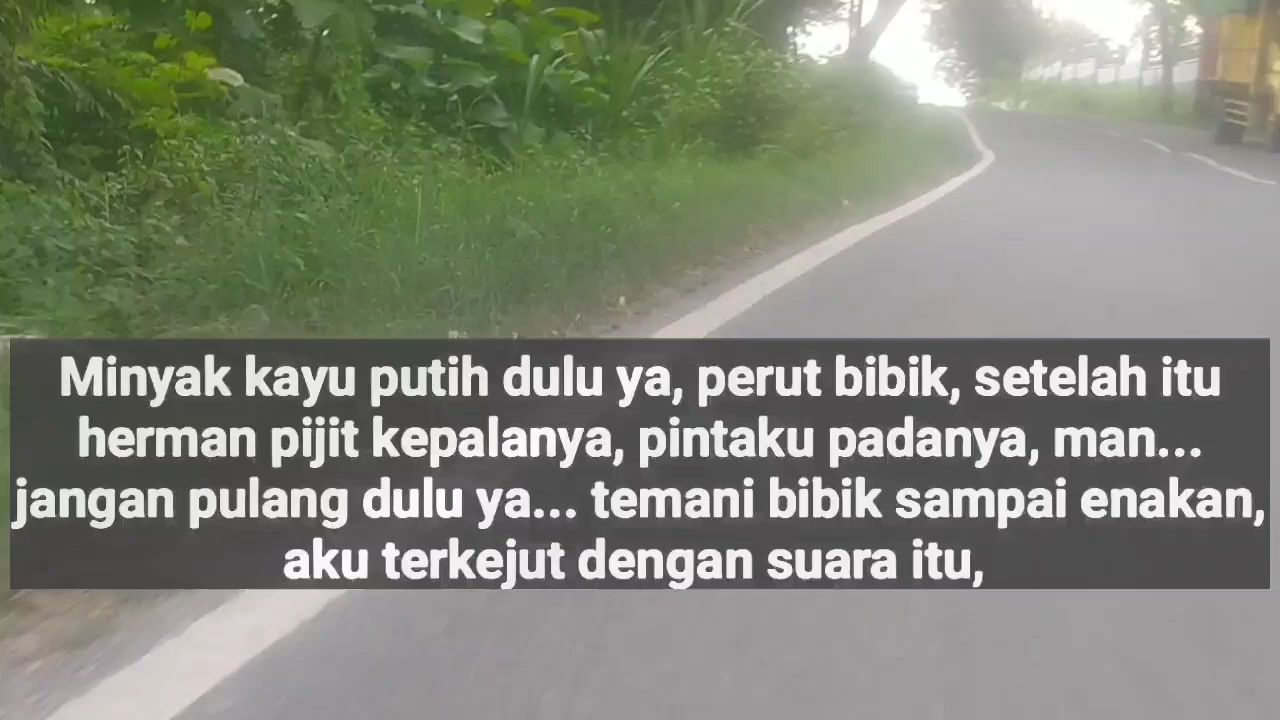 Minyak kayu putih dulu ya, perut bibik, setelah itu
herman pijit kepalanya, pintaku padanya, man...
jangan pulang dulu ya... temani bibik sampai enakan,
aku terkejut dengan suara itu,